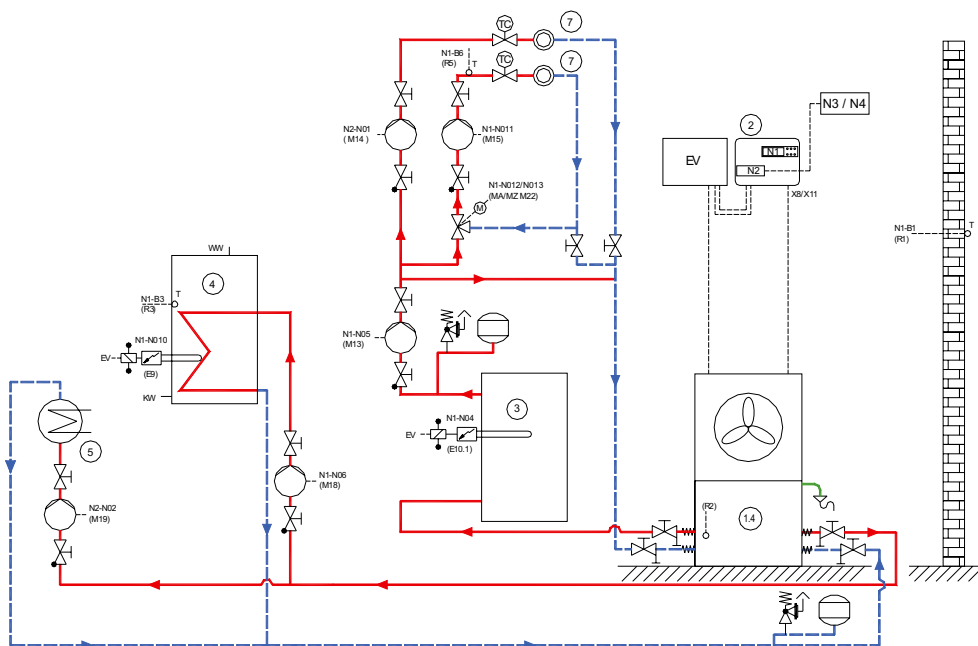 TC
7
N1-B6
(R5)
T
TC
7
N3 / N4
2
N2-N01
( M14 )
N1-N011
(M15)
N1
EV
N2
X8/X11
N1-N012/N013
(MA/MZ M22)
M
N1-B1
(R1)
T
WW
4
N1-B3
(R3)
T
N1-N010
EV
(E9)
KW
N1-N05
(M13)
3
N1-N04
EV
(E10.1)
5
N1-N06
(M18)
N2-N02
(M19)
(R2)
1.4